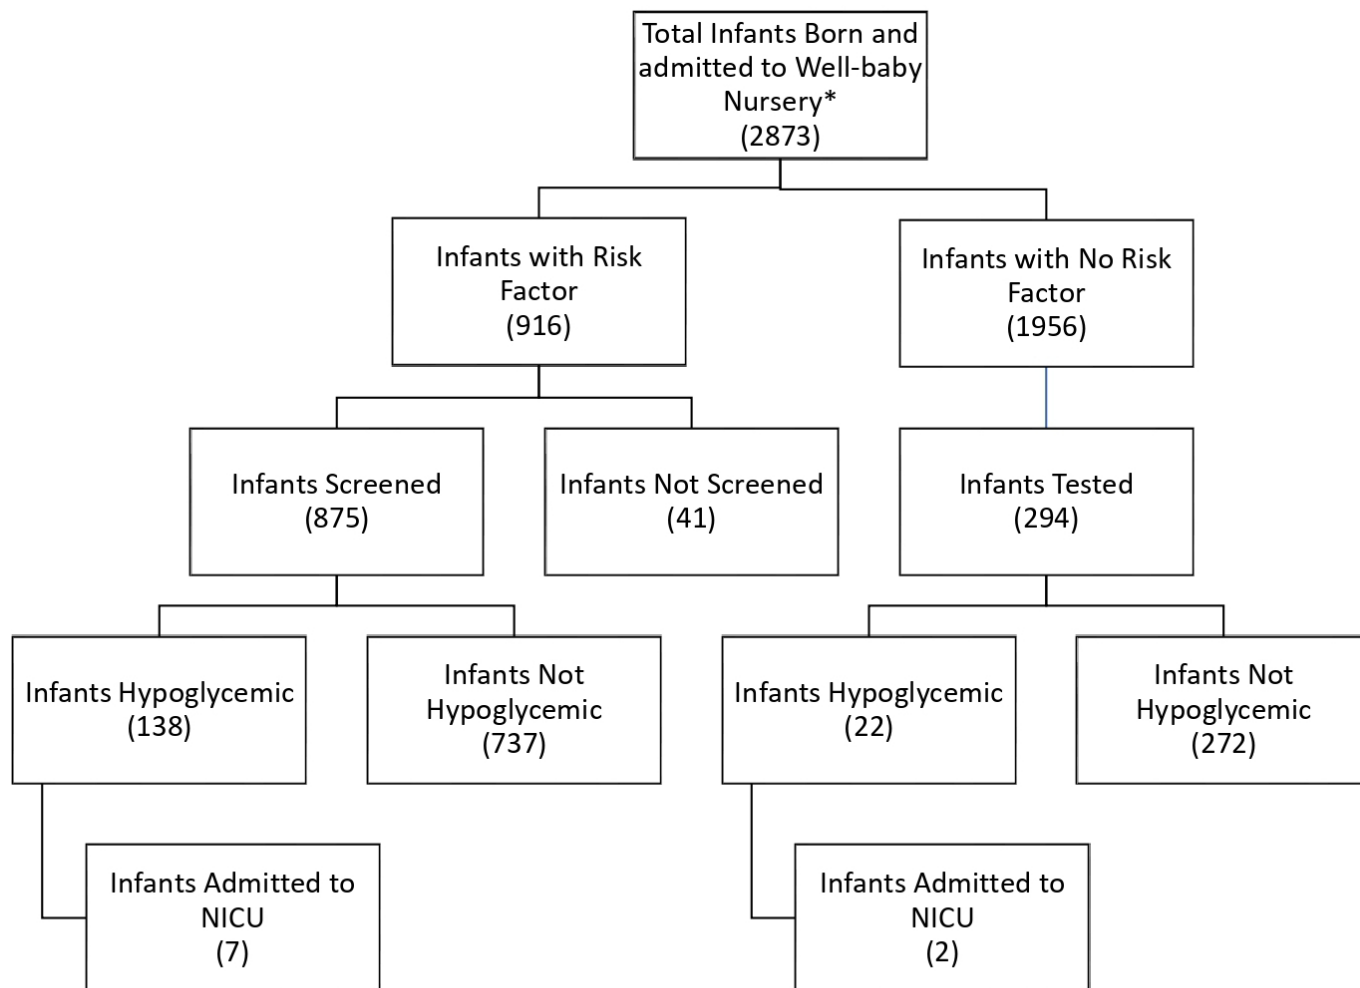 Total Infants Born and
admitted to Well-baby
Nursery*
(2873)
Infants with Risk
Factor
(916)
Infants with No Risk
Factor
(1956)
Infants Screened
(875)
Infants Not Screened
(41)
Infants Tested
(294)
Infants Hypoglycemic
(138)
Infants Not
Hypoglycemic
(737)
Infants Hypoglycemic
(22)
Infants Not
Hypoglycemic
(272)
Infants Admitted to
NICU
(7)
Infants Admitted to
NICU
(2)